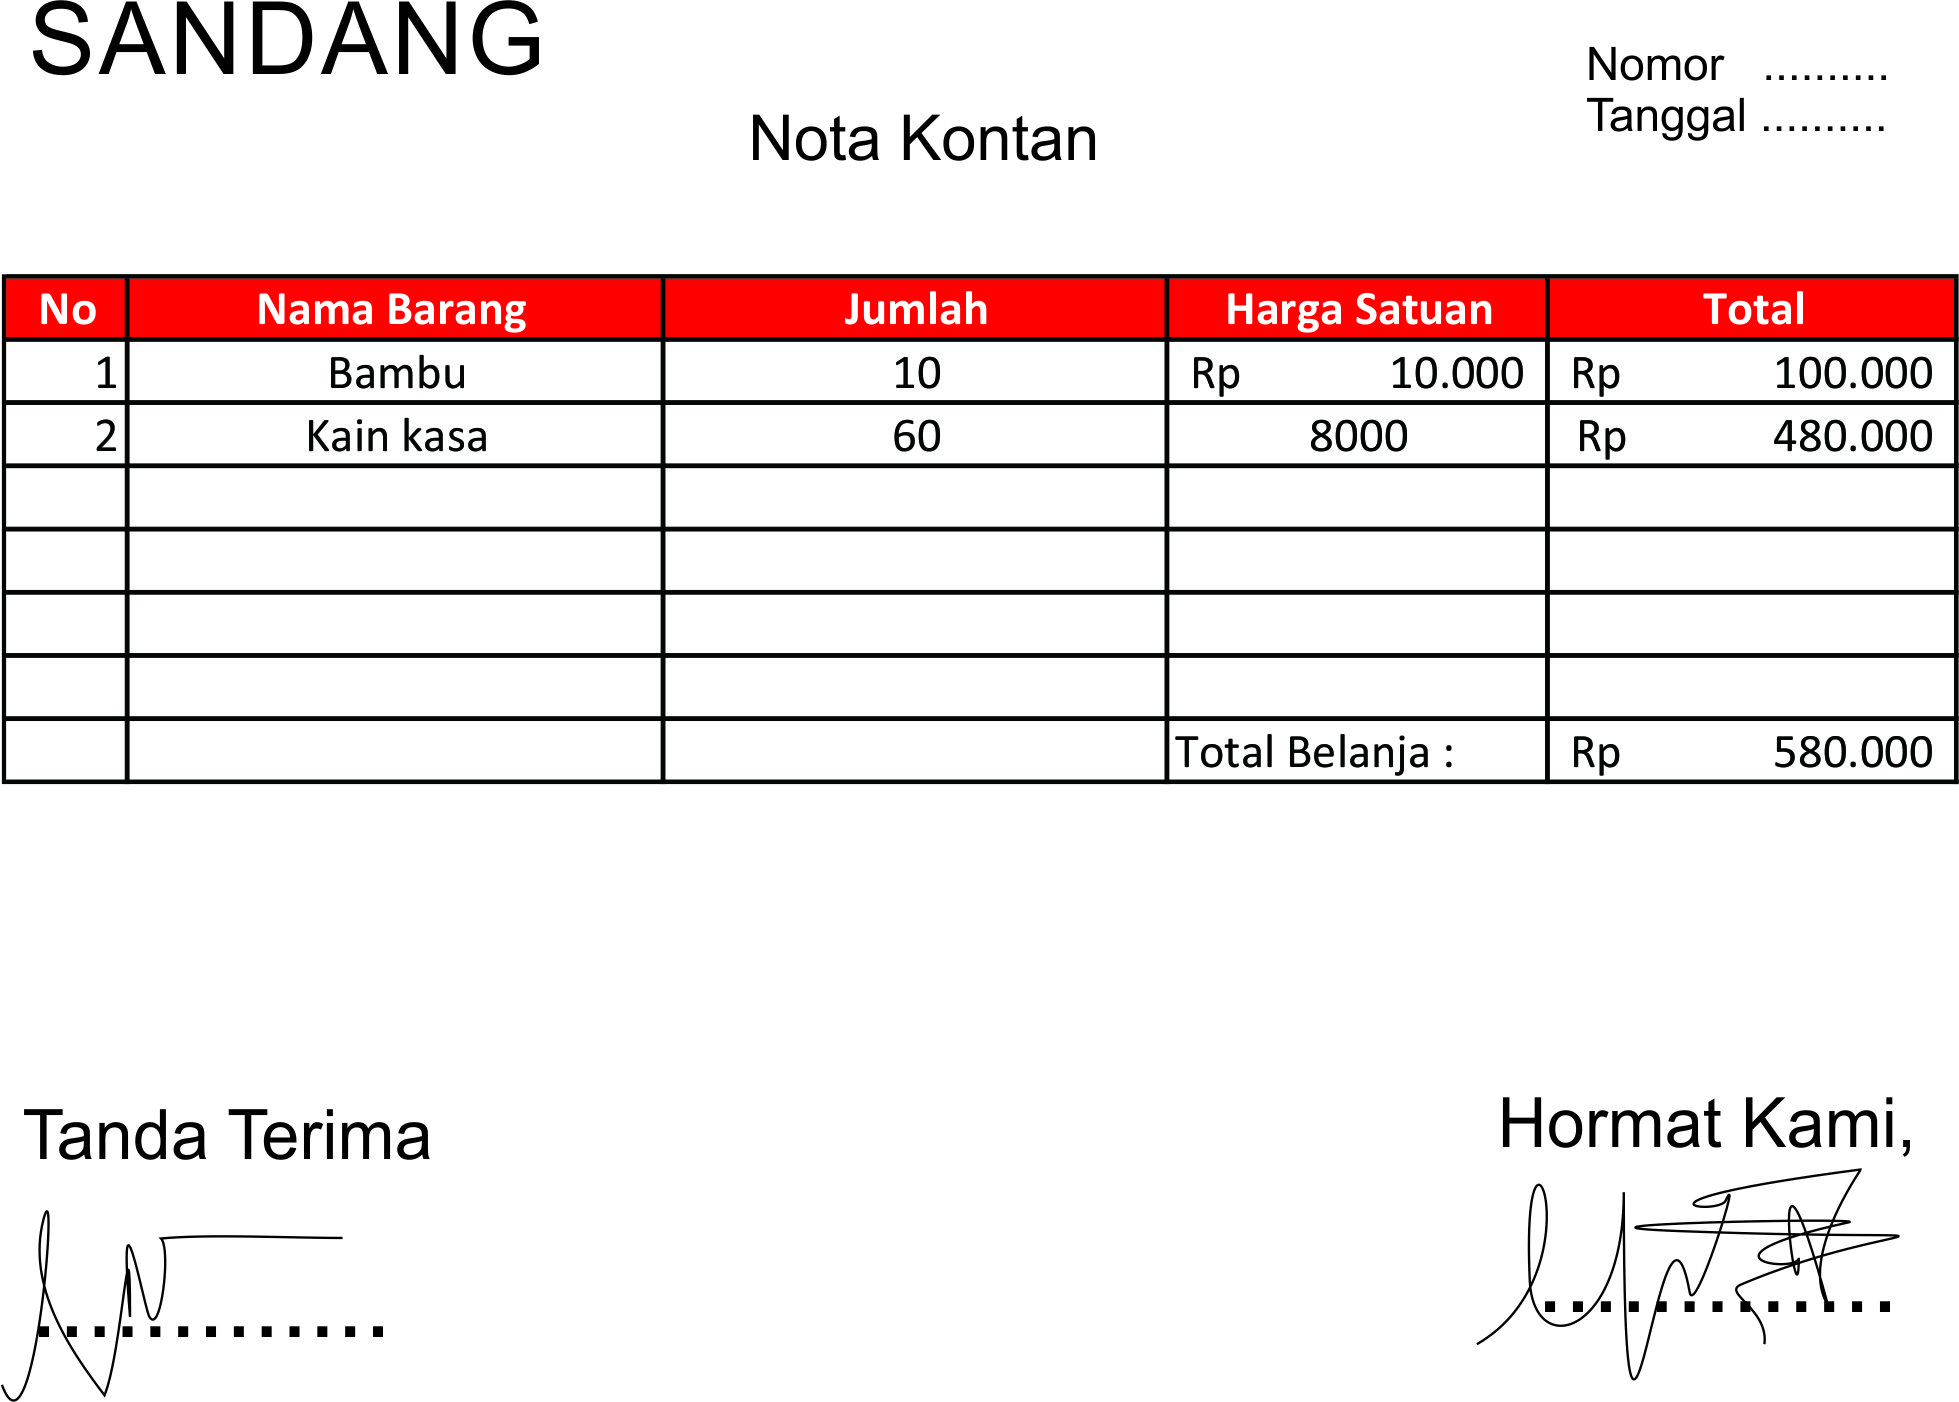 SANDANG
Nomor ..........
Tanggal ..........
Nota Kontan
No Nama Barang Jumlah Harga Satuan Total
1 Bambu 10 Rp 10.000 Rp 100.000
2 Kain kasa 60 8000 Rp 480.000
Total Belanja : Rp 580.000
Tanda Terima
Hormat Kami,
.............
.............